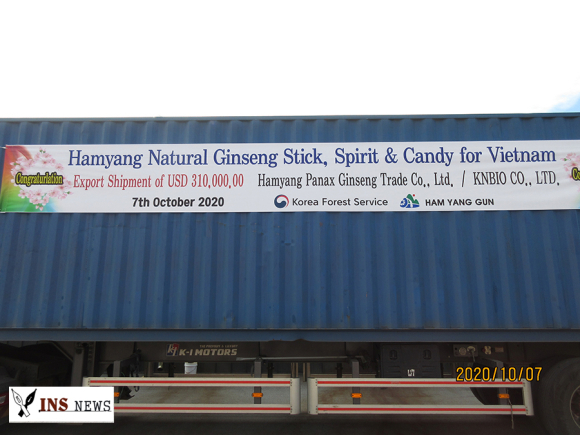 Hamyang Natural Ginseng Stick, Spirit & Candy for Vietnam
Congraturlation
Export Shipment of USD 310,000,00 Hamyang Panax Ginseng Trade Co,, Ltd, / KNBIO CO,, LTD,
7th October 2020 Korea Forest Service HAM YANG GUN
K-1 MOTORS
2020/10/07
INS NEWS